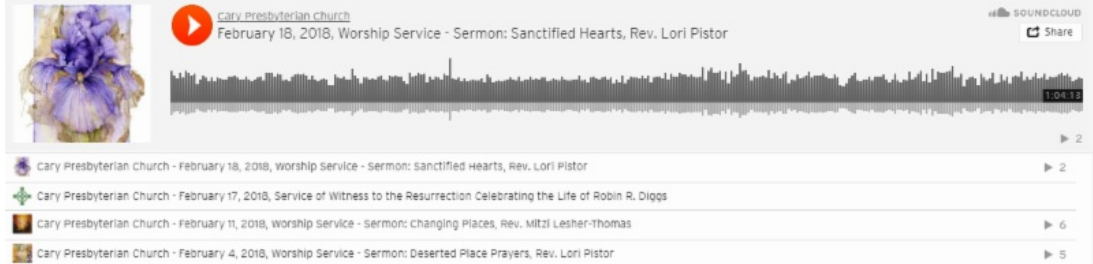 Cary Presbyterian Church
SOUNDCLOUD
February 18, 2018, Worship Service - Sermon: Sanctified Hearts, Rev. Lori Pistor
Share
1:04:13
2
Cary Presbyterian Church - February 18, 2018, Worship Service - Sermon: Sanctified Hearts, Rev. Lori Pistor
2
Cary Presbyterian Church - February 17, 2018, Service of Witness to the Resurrection Celebrating the Life of Robin R. Diggs
Cary Presbyterian Church - February 11, 2018, Worship Service - Sermon: Changing Places, Rev. Mitzi Lesher-Thomas
6
Cary Presbyterian Church - February 4, 2018, Worship Service - Sermon: Deserted Place Prayers, Rev. Lori Pistor
5